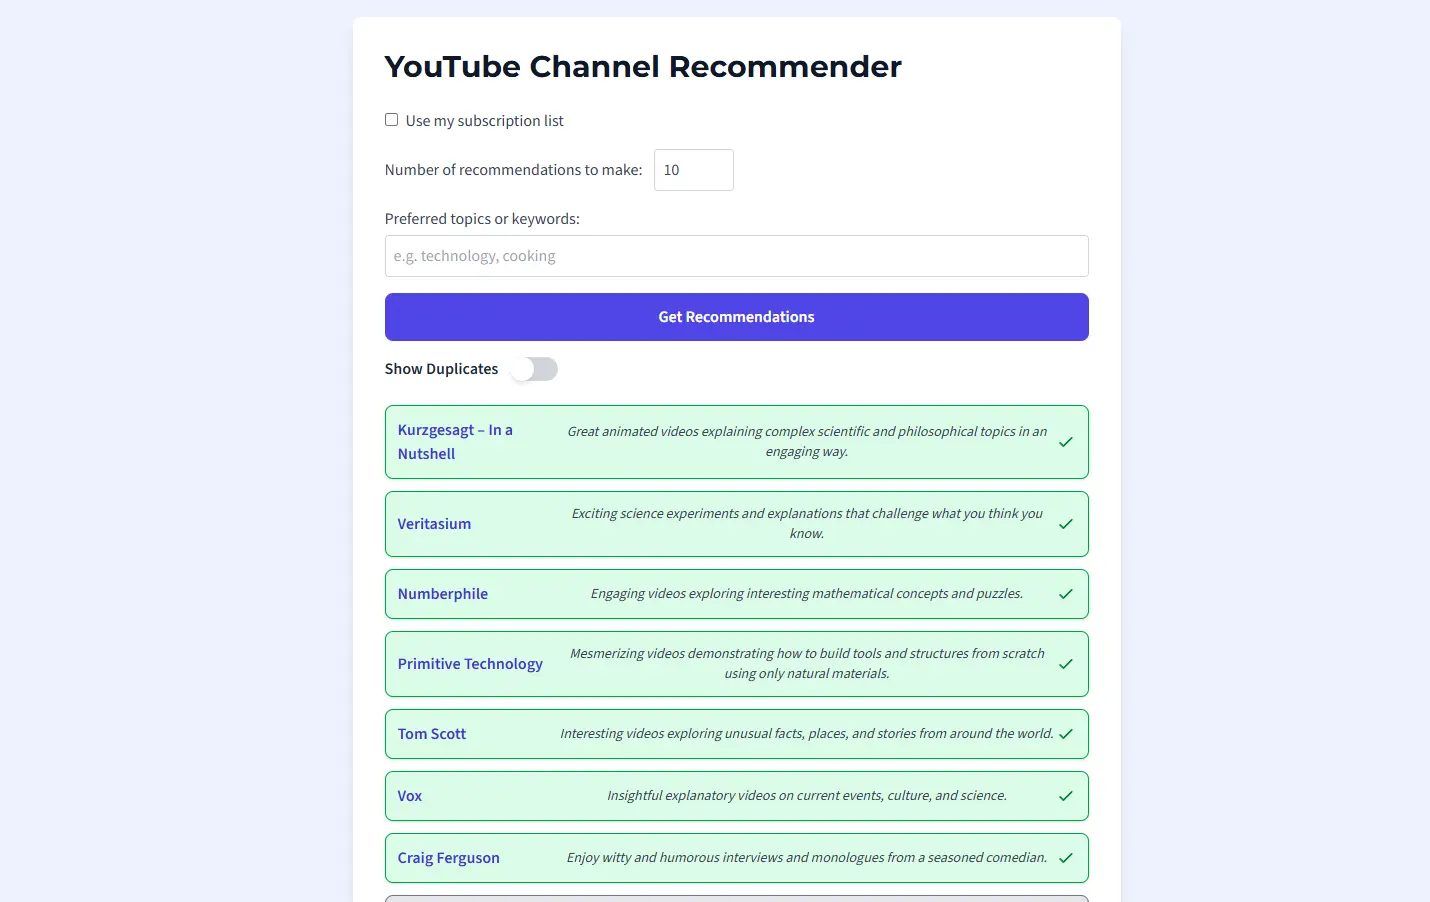 YouTube Channel Recommender
Use my subscription list
Number of recommendations to make: 10
Preferred topics or keywords:
e.g. technology, cooking
Get Recommendations
Show Duplicates
Kurzgesagt – In a
Nutshell
Great animated videos explaining complex scientific and philosophical topics in an
engaging way.
Veritasium
Exciting science experiments and explanations that challenge what you think you
know.
Numberphile
Engaging videos exploring interesting mathematical concepts and puzzles.
Primitive Technology
Mesmerizing videos demonstrating how to build tools and structures from scratch
using only natural materials.
Tom Scott
Interesting videos exploring unusual facts, places, and stories from around the world.
Vox
Insightful explanatory videos on current events, culture, and science.
Craig Ferguson
Enjoy witty and humorous interviews and monologues from a seasoned comedian.